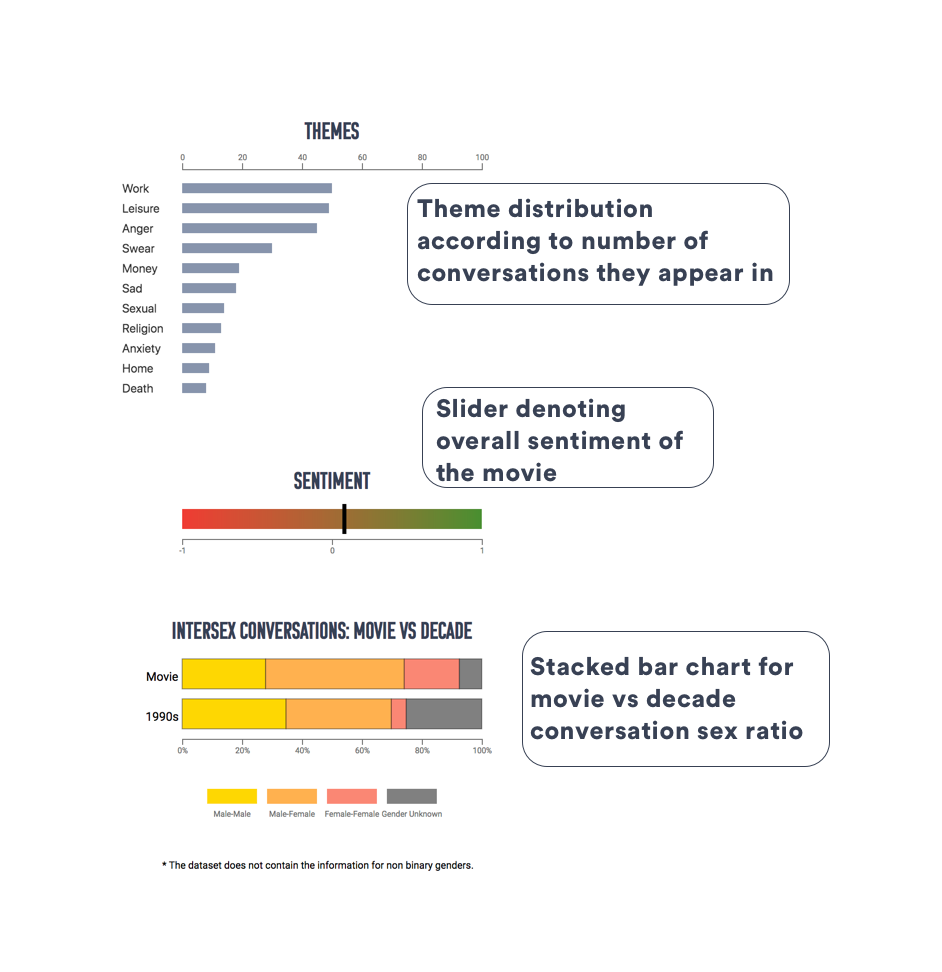 THEMES
0 20 40 60 80 100
Work
Leisure
Anger
Swear
Money
Sad
Sexual
Religion
Anxiety
Home
Death
Theme distribution
according to number of
conversations they appear in
Slider denoting
overall sentiment of
the movie
SENTIMENT
-1 0 1
INTERSEX CONVERSATIONS: MOVIE VS DECADE
Movie
1990s
0% 20% 40% 60% 80% 100%
Stacked bar chart for
movie vs decade
conversation sex ratio
Male-Male Male-Female Female-Female Gender Unknown
* The dataset does not contain the information for non binary genders.